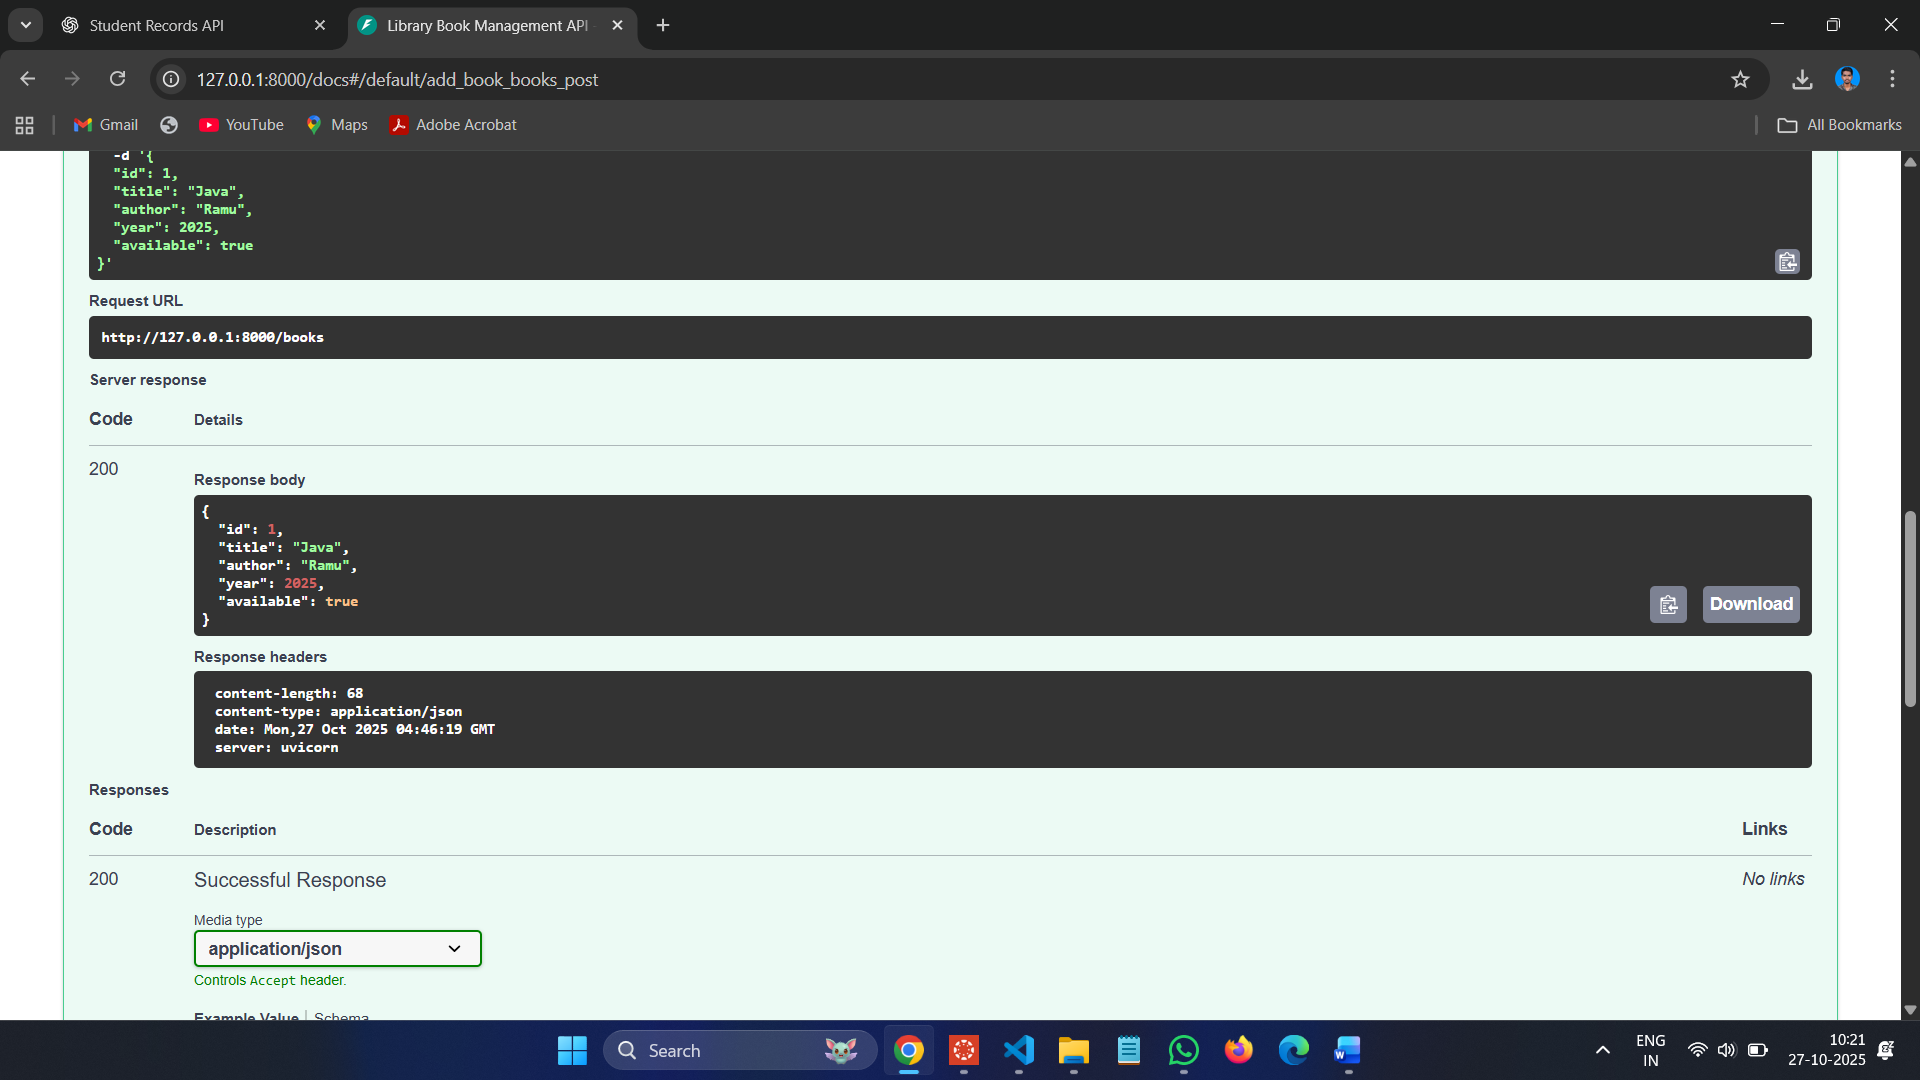 Student Records API
Library Book Management API
127.0.0.1:8000/docs#/default/add_book_books_post
Gmail
YouTube
Maps
Adobe Acrobat
All Bookmarks
-d '{
"id": 1,
"title": "Java",
"author": "Ramu",
"year": 2025,
"available": true
}'
Request URL
http://127.0.0.1:8000/books
Server response
Code Details
200
Response body
{
"id": 1,
"title": "Java",
"author": "Ramu",
"year": 2025,
"available": true
}
Download
Response headers
content-length: 68
content-type: application/json
date: Mon,27 Oct 2025 04:46:19 GMT
server: uvicorn
Responses
Code Description Links
200 Successful Response No links
Media type
application/json
Controls Accept header.
Example Value Schema
Search
ENG
IN
10:21
27-10-2025